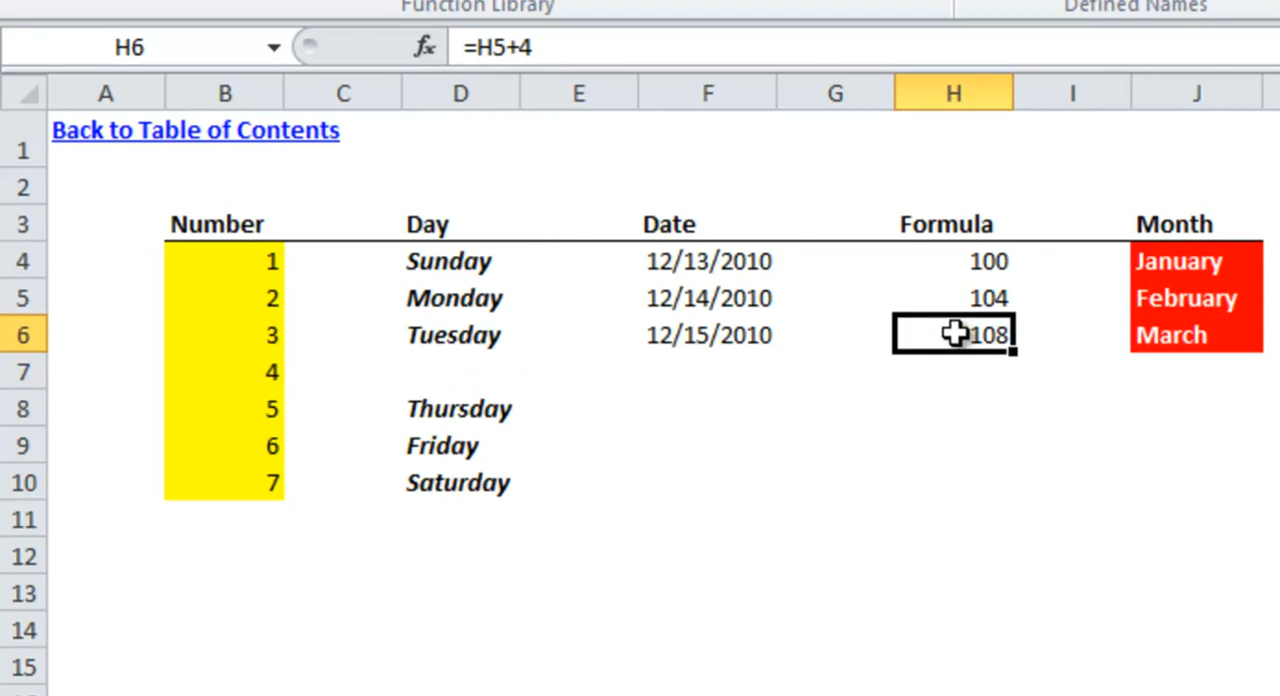 Function Library Defined Names
H6 fx =H5+4
A B C D E F G H I J
1 Back to Table of Contents
2
3 Number Day Date Formula Month
4 1 Sunday 12/13/2010 100 January
5 2 Monday 12/14/2010 104 February
6 3 Tuesday 12/15/2010 108 March
7 4
8 5 Thursday
9 6 Friday
10 7 Saturday
11
12
13
14
15